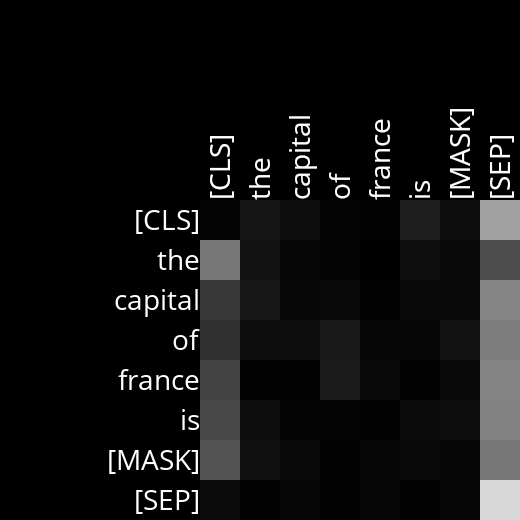 [CLS] the capital of france is [MASK] [SEP]
[CLS]
the
capital
of
france
is
[MASK]
[SEP]